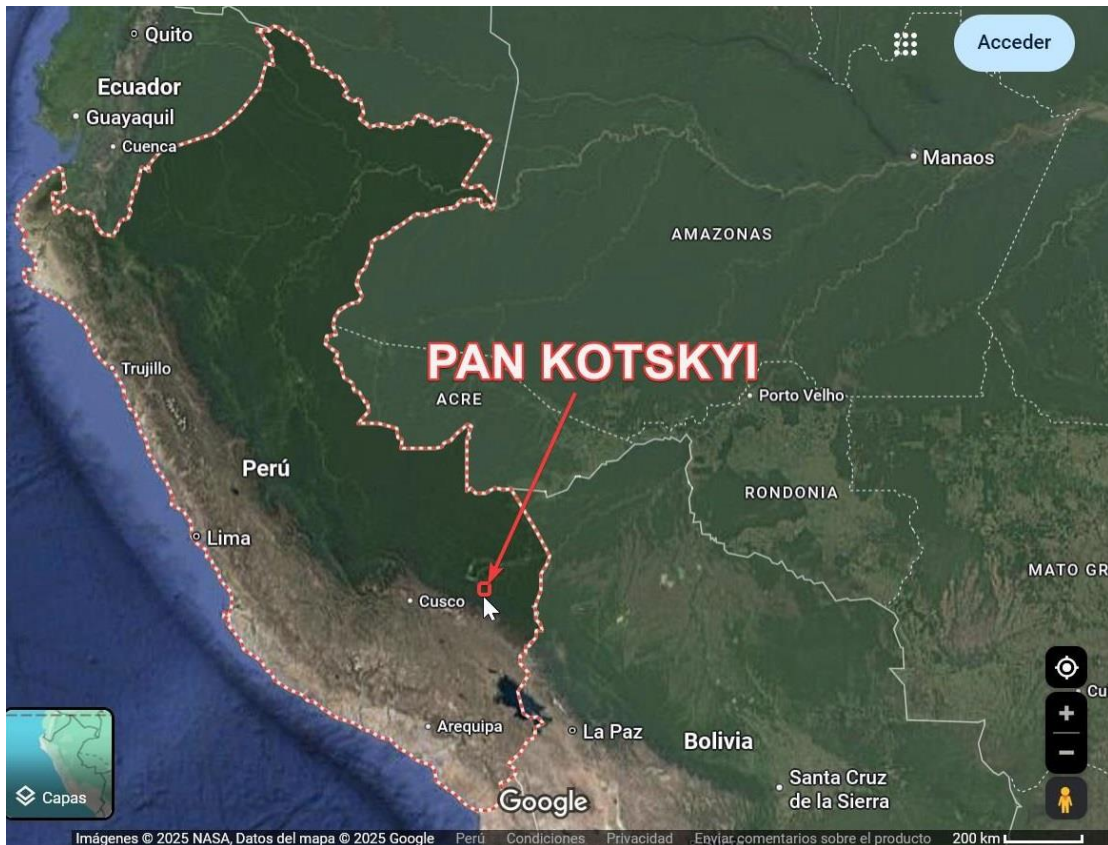 Quito
Acceder
Ecuador
Guayaquil
Cuenca
Manaos
AMAZONAS
PAN KOTSKYI
Trujillo
ACRE
Porto Velho
Perú
RONDONIA
Lima
MATO GR
Cusco
Cu
Arequipa
La Paz
Bolivia
Santa Cruz
de la Sierra
Capas
Google
Imágenes © 2025 NASA, Datos del mapa © 2025 Google Perú Condiciones Privacidad Enviar comentarios sobre el producto 200 km